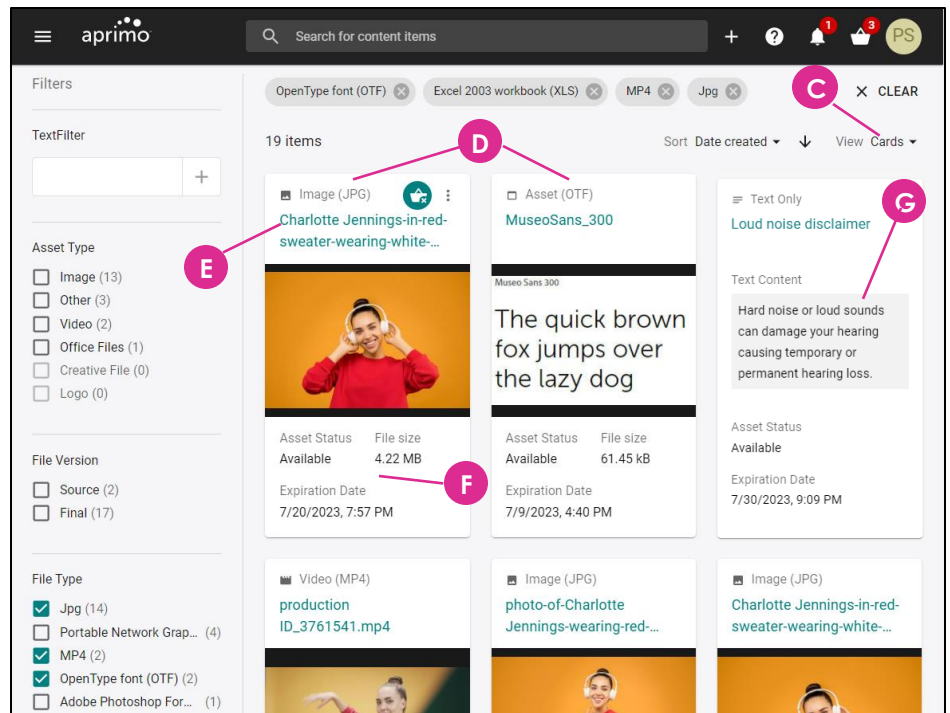 aprimo
Search for content items
1
3
PS
Filters
OpenType font (OTF)
Excel 2003 workbook (XLS)
MP4
Jpg
C
CLEAR
TextFilter
19 items
D
Sort Date created
View Cards
Asset Type
Image (13)
Other (3)
Video (2)
Office Files (1)
Creative File (0)
Logo (0)
File Version
Source (2)
Final (17)
File Type
Jpg (14)
Portable Network Grap... (4)
MP4 (2)
OpenType font (OTF) (2)
Adobe Photoshop For... (1)
Image (JPG)
Charlotte Jennings-in-red-
sweater-wearing-white-...
E
Asset Status
File size
Available
4.22 MB
F
Expiration Date
7/20/2023, 7:57 PM
Asset (OTF)
MuseoSans_300
Museo Sans 300
The quick brown
fox jumps over
the lazy dog
Asset Status
File size
Available
61.45 kB
Expiration Date
7/9/2023, 4:40 PM
Text Only
G
Loud noise disclaimer
Text Content
Hard noise or loud sounds
can damage your hearing
causing temporary or
permanent hearing loss.
Asset Status
Available
Expiration Date
7/30/2023, 9:09 PM
Video (MP4)
production
ID_3761541.mp4
Image (JPG)
photo-of-Charlotte
Jennings-wearing-red-...
Image (JPG)
Charlotte Jennings-in-red-
sweater-wearing-white-...